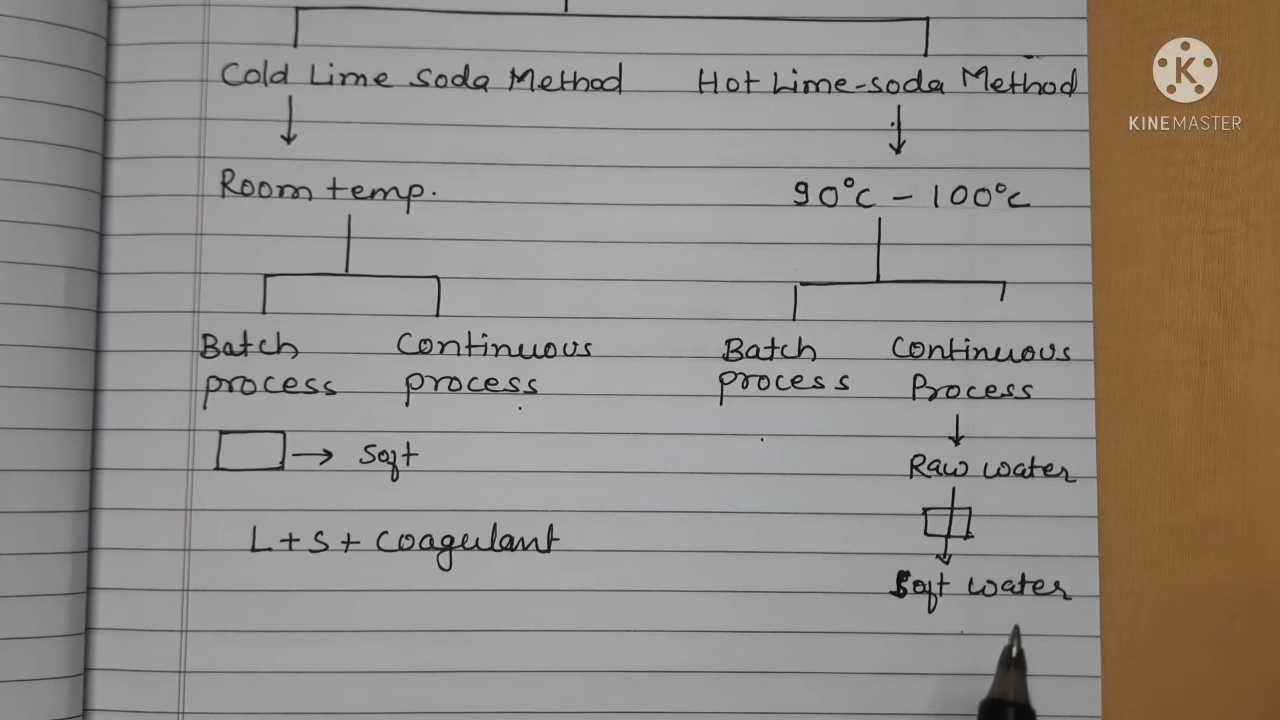 Cold Lime Soda Method
Hot Lime-soda Method
Room temp.
90°C - 100°C
Batch process
Continuous process
Batch process
Continuous Process
→ Soft
Raw water
L + S + Coagulant
Soft water
K
KINEMASTER